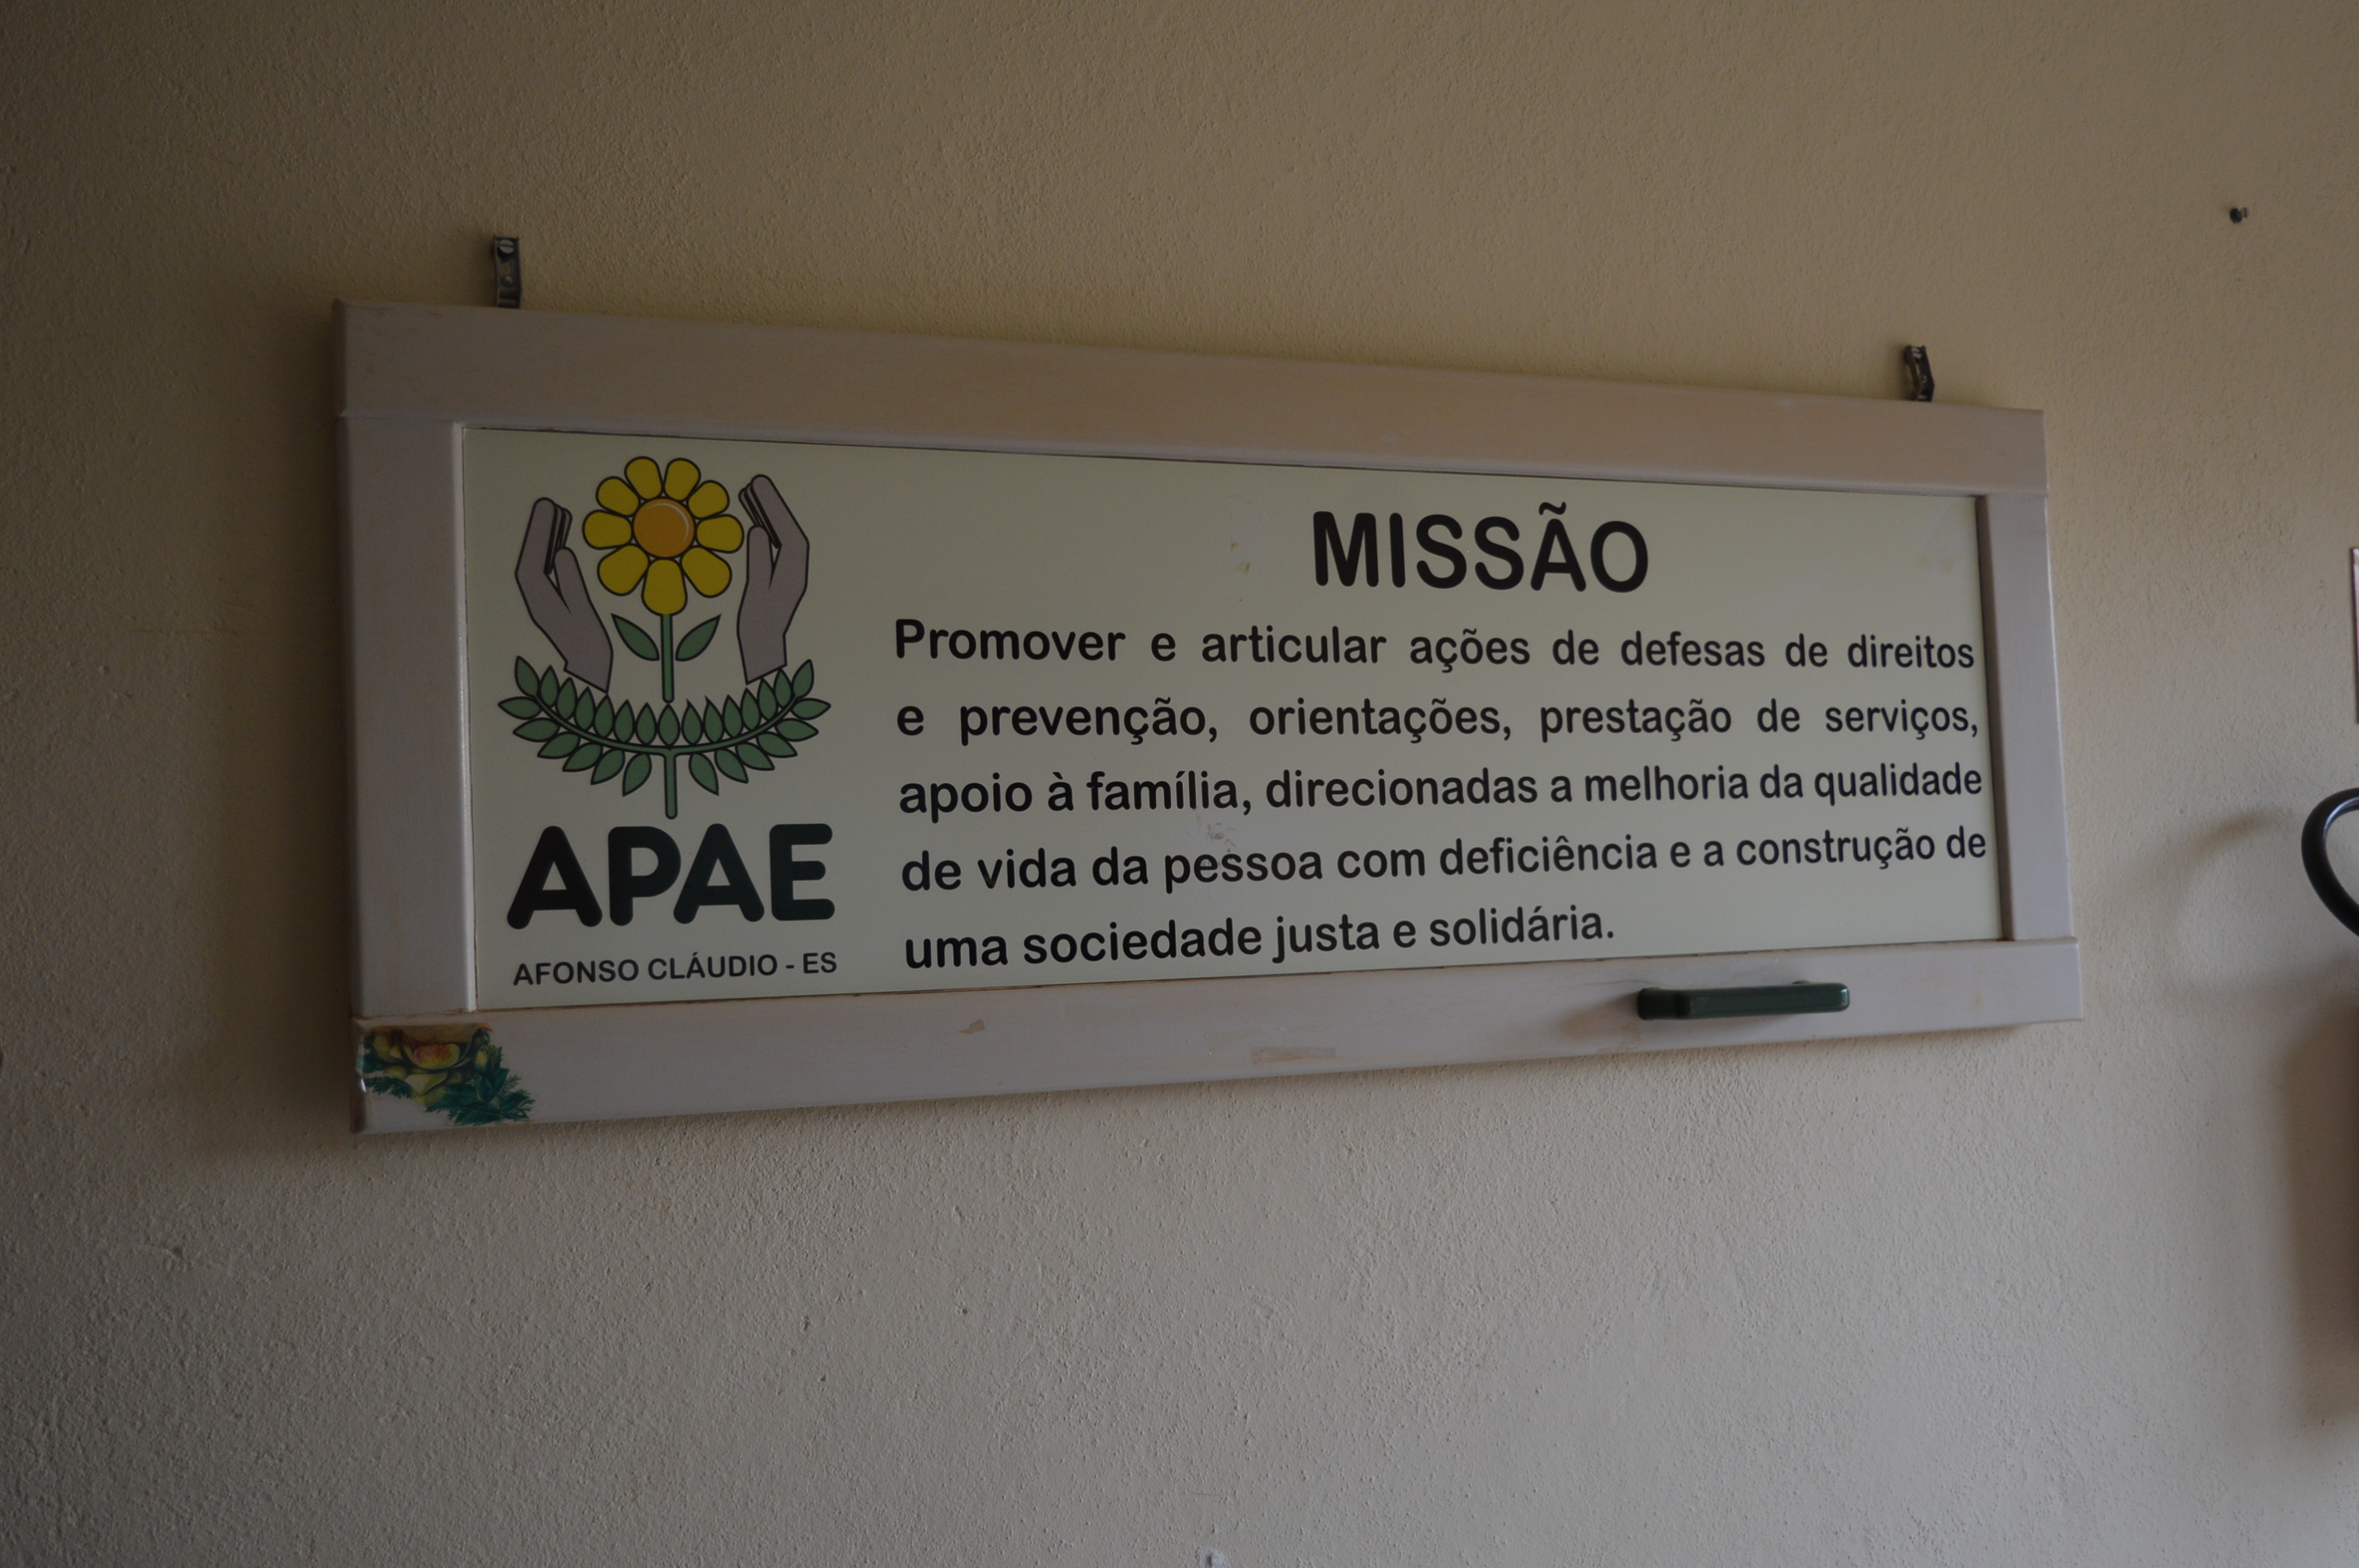 APAE
AFONSO CLÁUDIO - ES
MISSÃO
Promover e articular ações de defesas de direitos
e prevenção, orientações, prestação de serviços,
apoio à família, direcionadas a melhoria da qualidade
de vida da pessoa com deficiência e a construção de
uma sociedade justa e solidária.